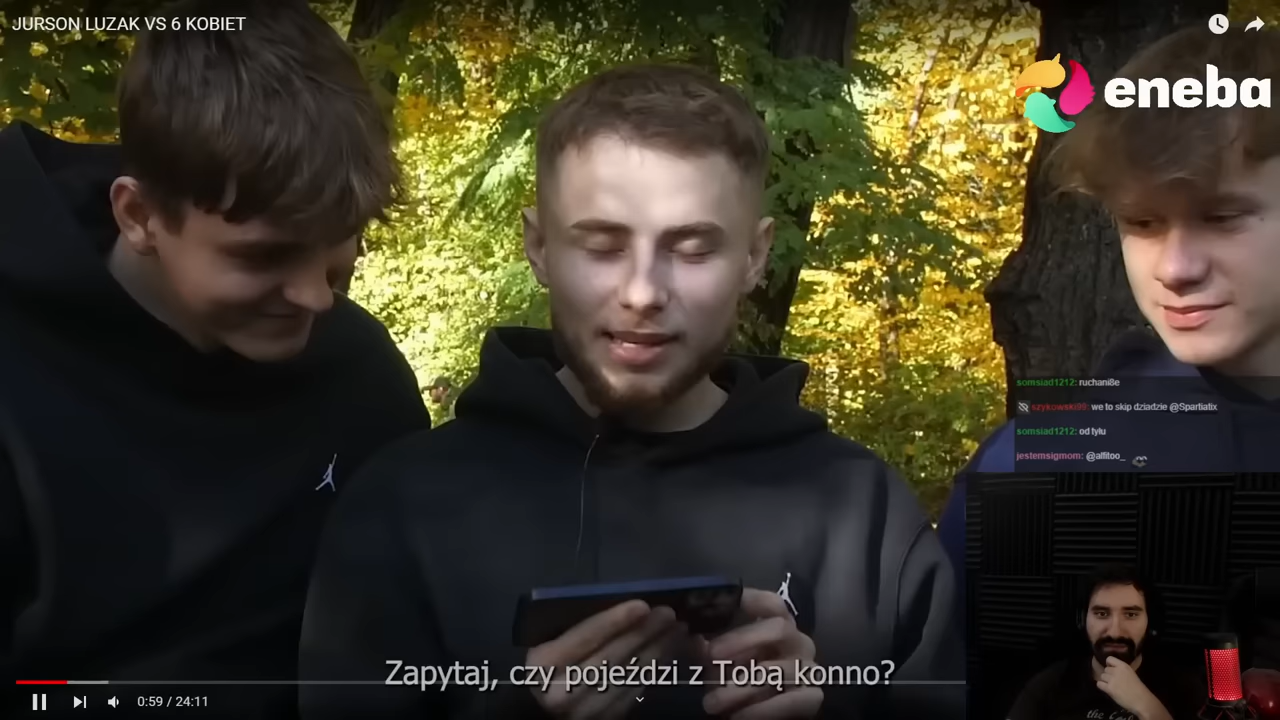 JURSON LUZAK VS 6 KOBIET
eneba
somsiad1212: ruchani8e
szykowski99: we to skip dziadzie @Spartiatix
somsiad1212: od tyłu
jestemsigmom: @alfitoo_
Zapytaj, czy pojeździ z Tobą konno?
0:59 / 24:11